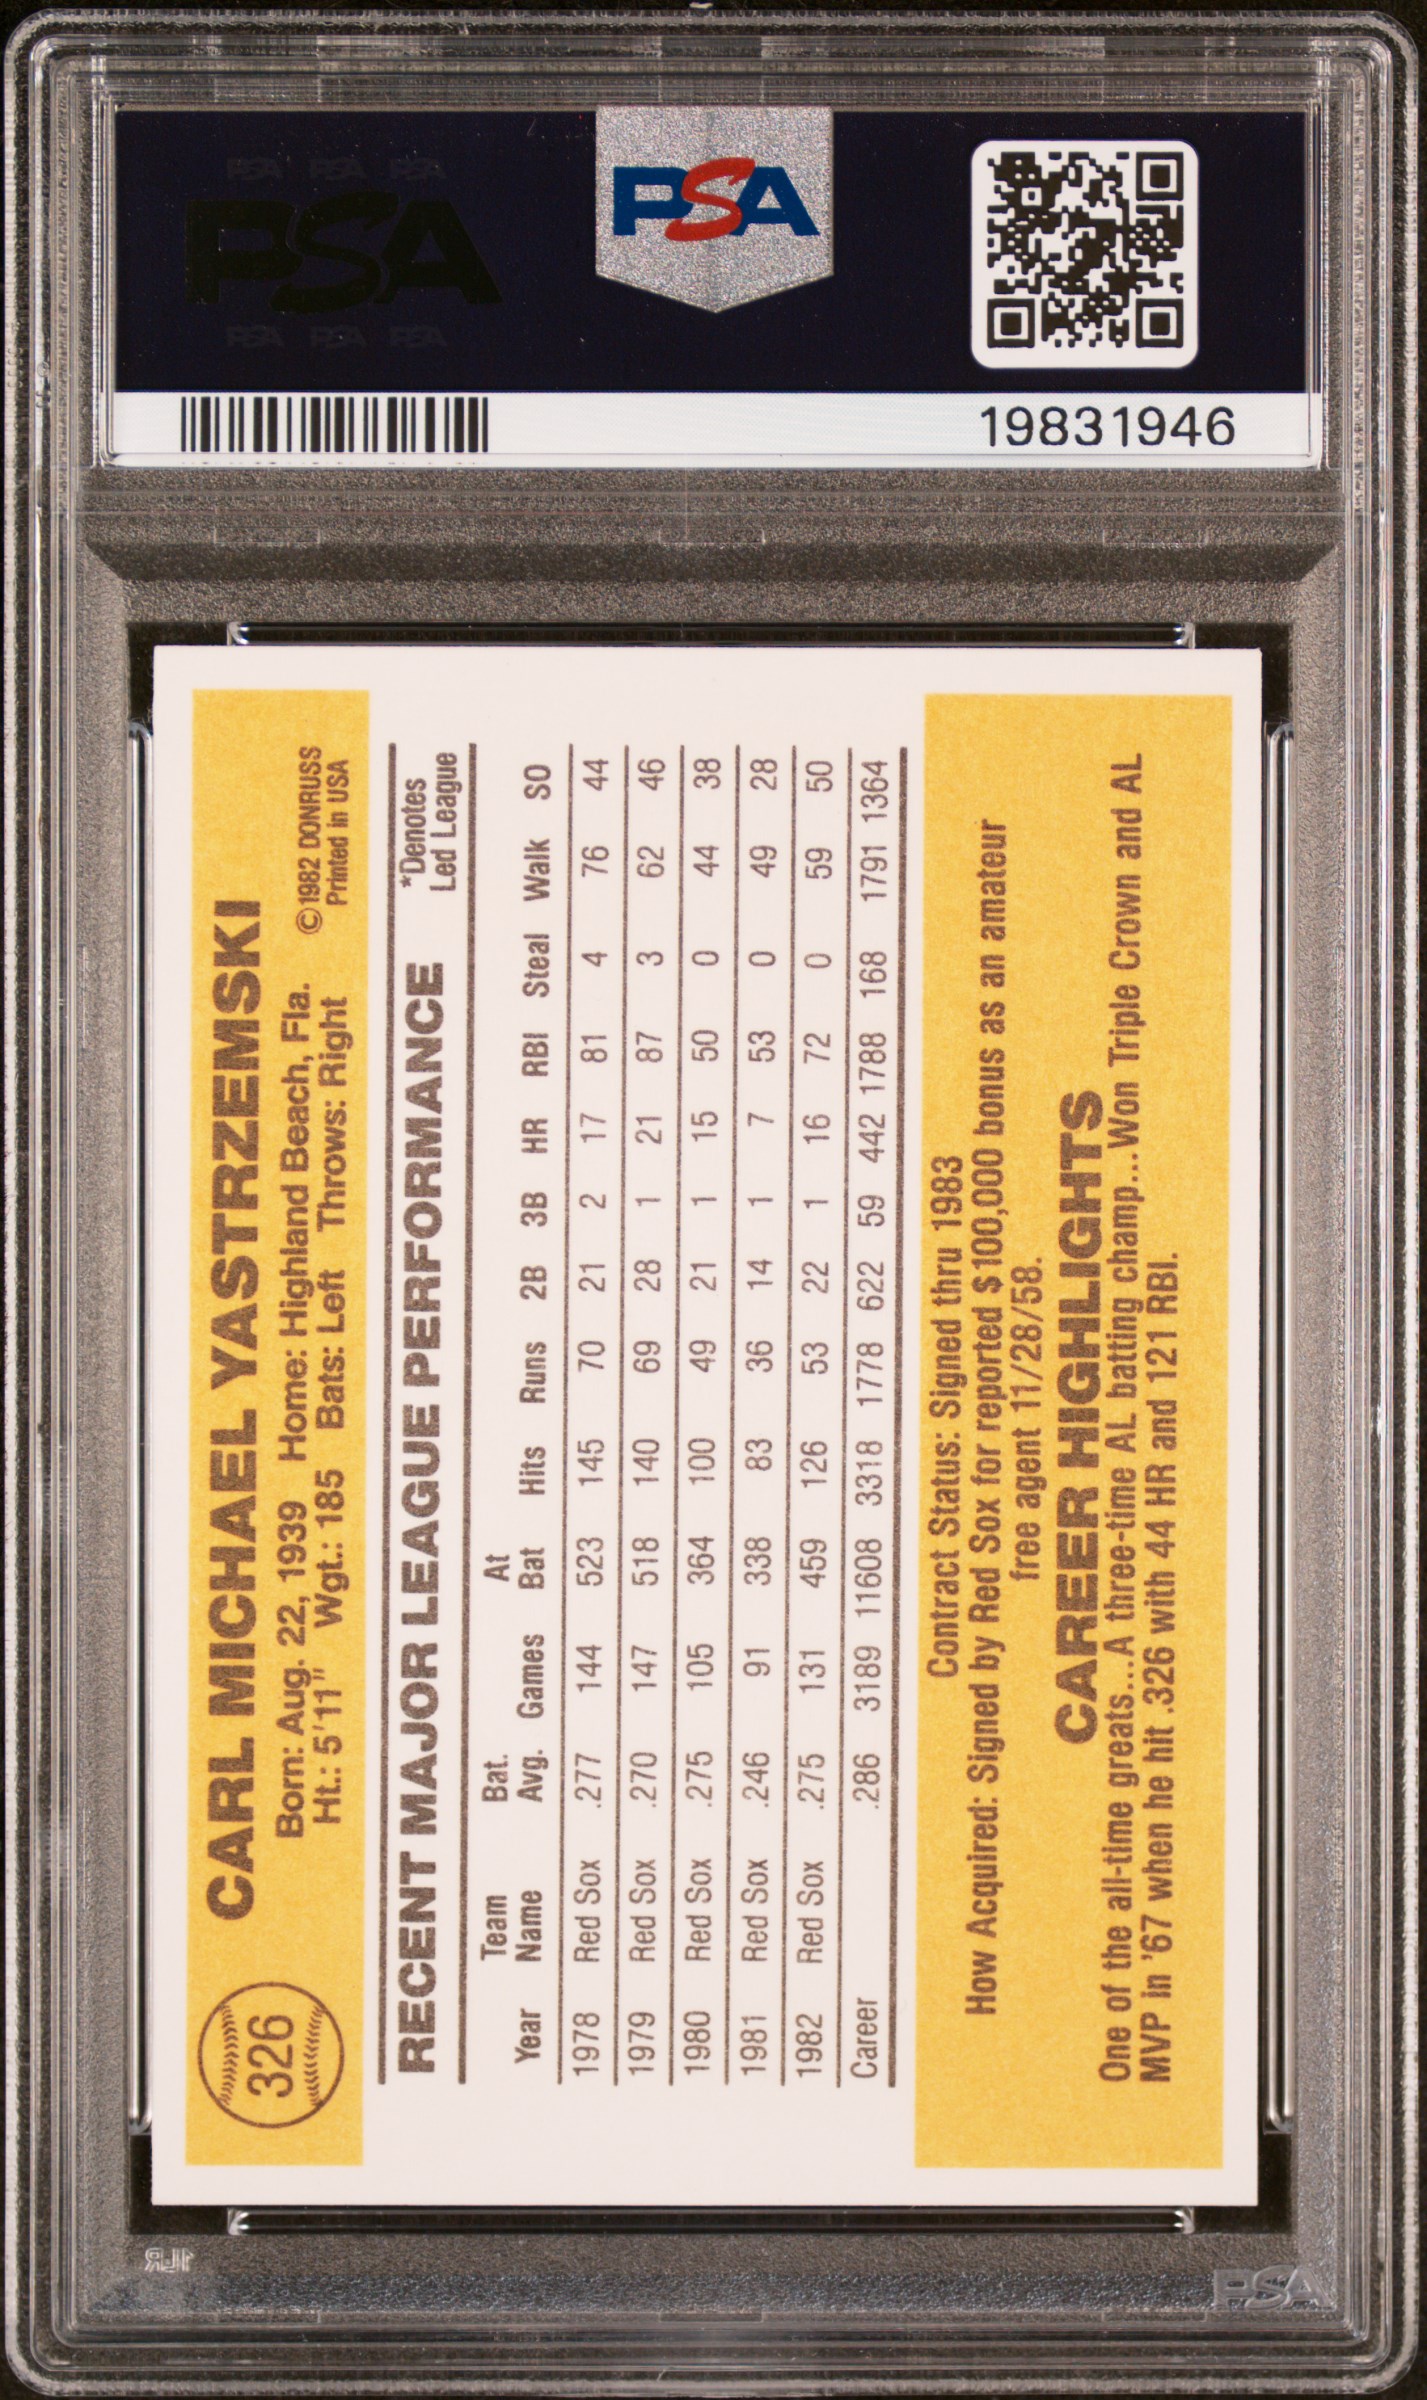 PSA PSA PSA
PSA
PSA PSA PSA
PSA
19831946
326
CARL MICHAEL YASTRZEMSKI
Born: Aug. 22, 1939 Home: Highland Beach, Fla.
Ht.: 5'11" Wgt.: 185 Bats: Left Throws: Right
©1982 DONRUSS
Printed in USA
RECENT MAJOR LEAGUE PERFORMANCE
*Denotes
Led League
Year Team Name Bat. Avg. Games At Bat Hits Runs 2B 3B HR RBI Steal Walk SO
1978 Red Sox .277 144 523 145 70 21 2 17 81 4 76 44
1979 Red Sox .270 147 518 140 69 28 1 21 87 3 62 46
1980 Red Sox .275 105 364 100 49 21 1 15 50 0 44 38
1981 Red Sox .246 91 338 83 36 14 1 7 53 0 49 28
1982 Red Sox .275 131 459 126 53 22 1 16 72 0 59 50
Career .286 3189 11608 3318 1778 622 59 442 1788 168 1791 1364
Contract Status: Signed thru 1983
How Acquired: Signed by Red Sox for reported $100,000 bonus as an amateur
free agent 11/28/58.
CAREER HIGHLIGHTS
One of the all-time greats...A three-time AL batting champ...Won Triple Crown and AL
MVP in '67 when he hit .326 with 44 HR and 121 RBI.
PSA